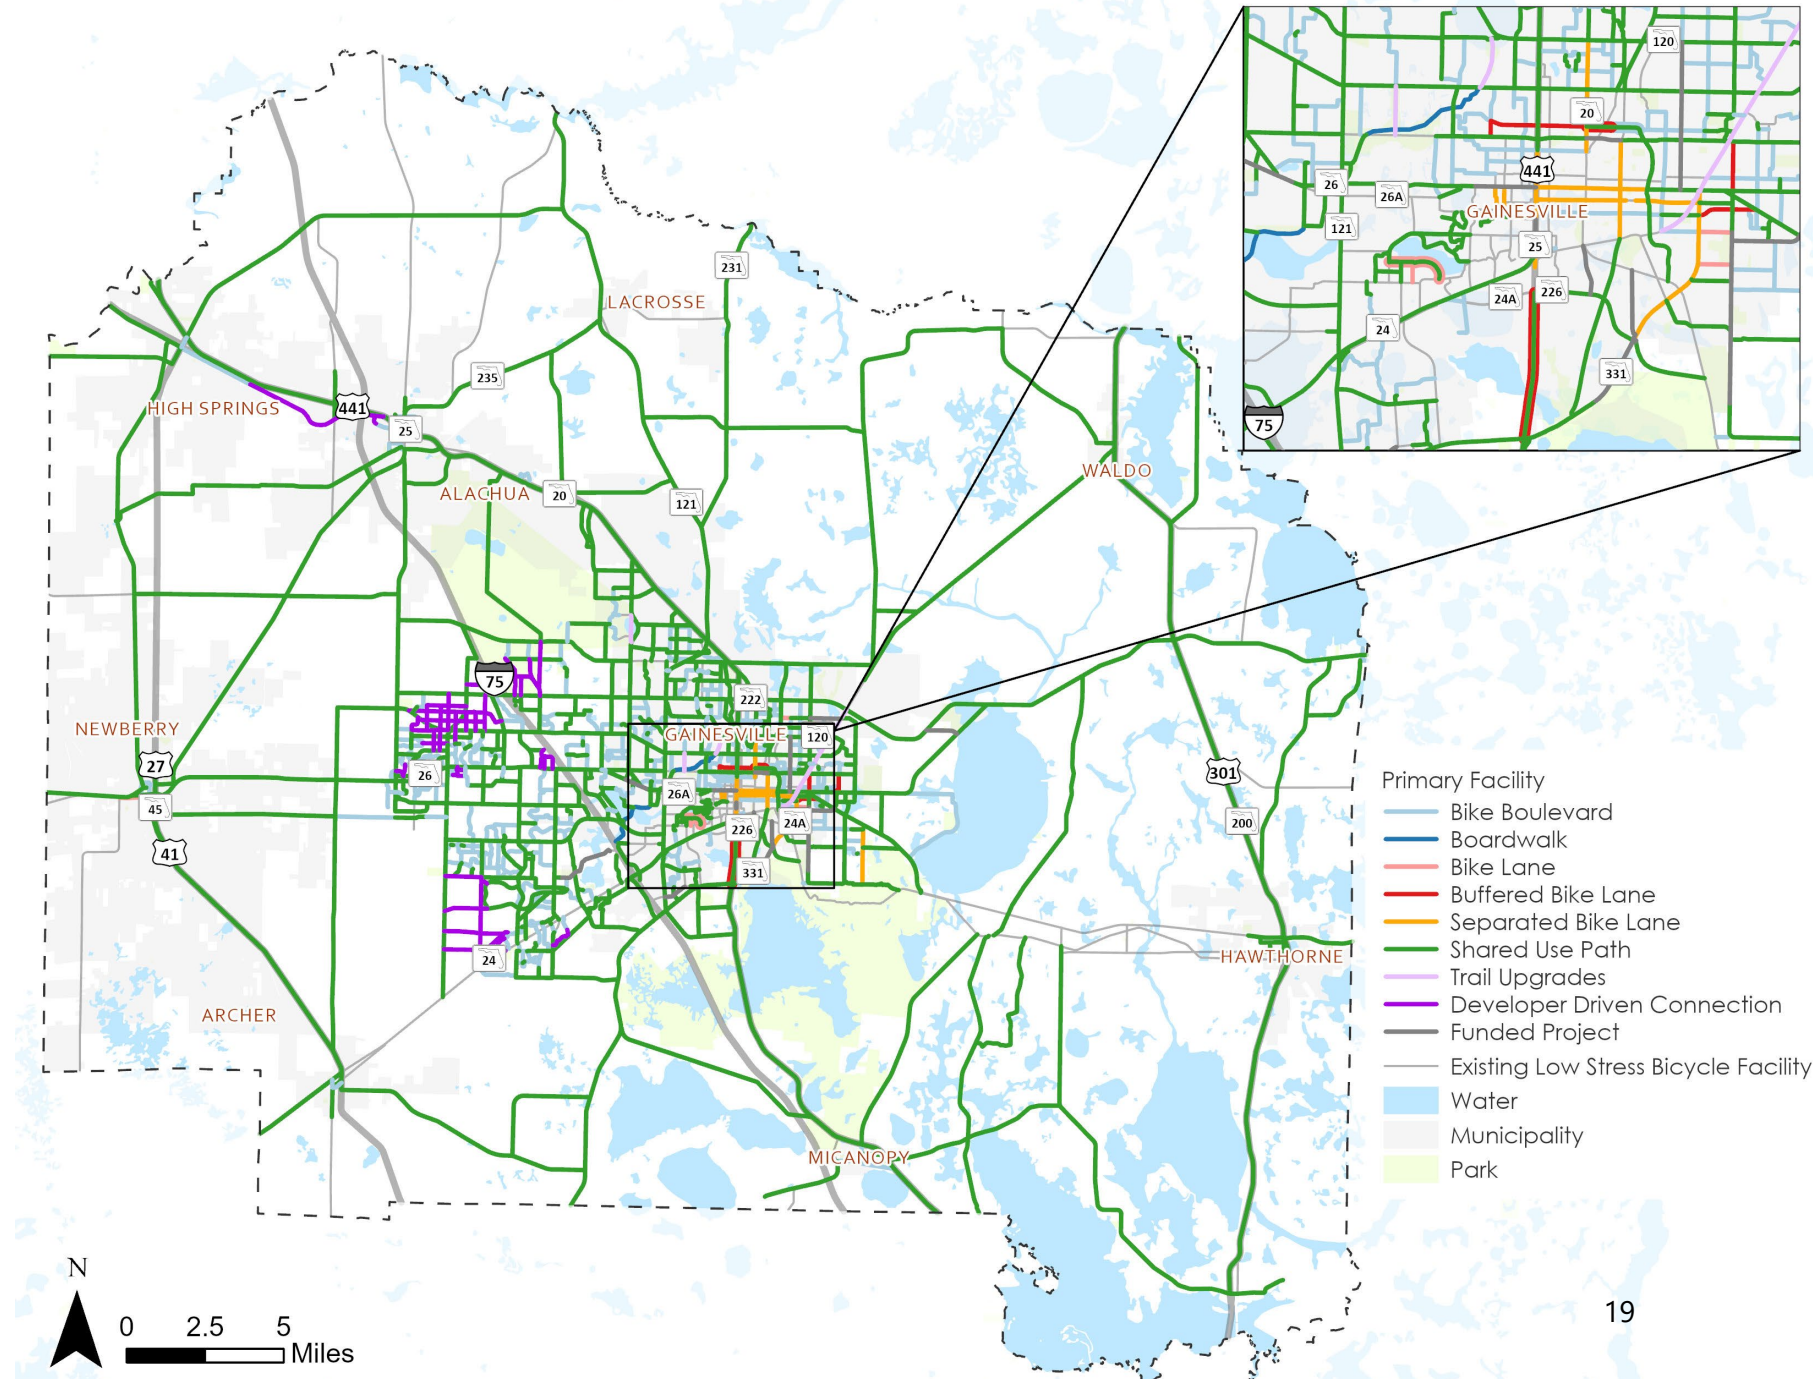 120
20
441
26
26A
GAINESVILLE
121
25
24A
226
24
331
75
231
LACROSSE
235
HIGH SPRINGS
441
25
WALDO
ALACHUA
20
121
75
222
NEWBERRY
GAINESVILLE
120
27
26
301
45
26A
226
24A
200
41
331
24
HAWTHORNE
ARCHER
MICANOPY
Primary Facility
Bike Boulevard
Boardwalk
Bike Lane
Buffered Bike Lane
Separated Bike Lane
Shared Use Path
Trail Upgrades
Developer Driven Connection
Funded Project
Existing Low Stress Bicycle Facility
Water
Municipality
Park
N
0 2.5 5
Miles
19